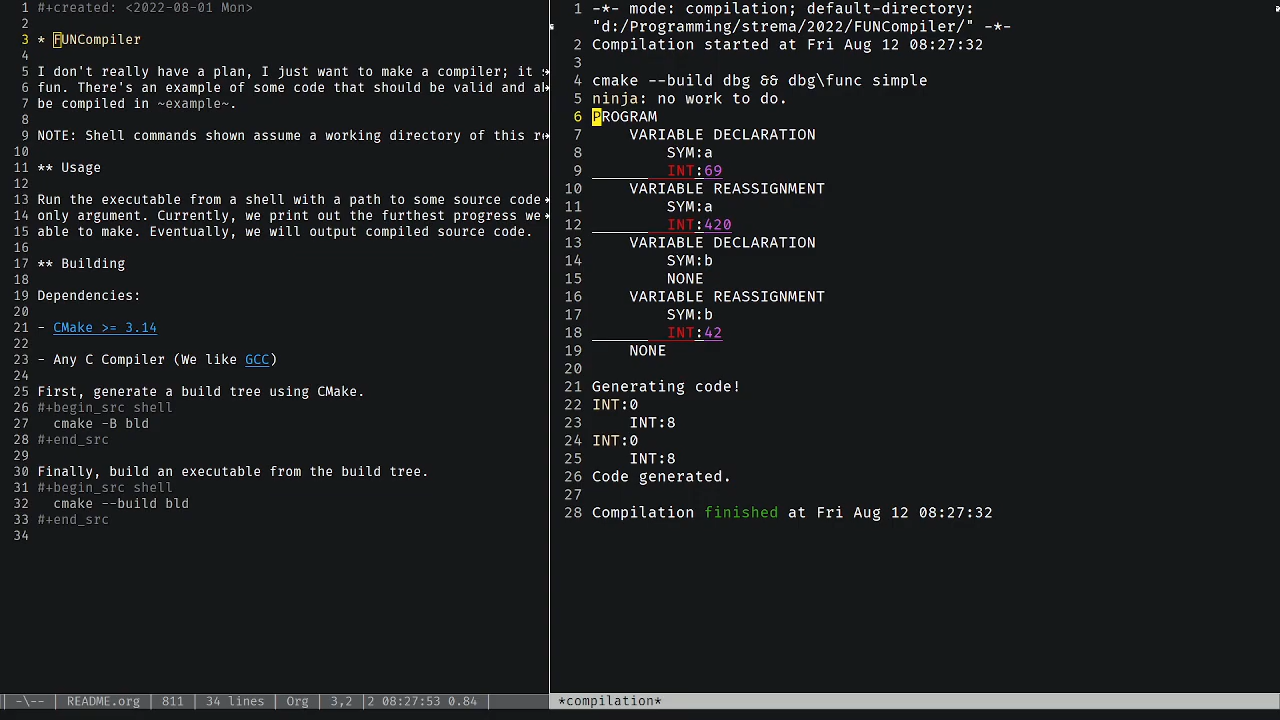 1 #+created: <2022-08-01 Mon>
2
3 * FUNCompiler
4
5 I don't really have a plan, I just want to make a compiler; it
6 fun. There's an example of some code that should be valid and
7 be compiled in ~example~.
8
9 NOTE: Shell commands shown assume a working directory of this
10
11 ** Usage
12
13 Run the executable from a shell with a path to some source code
14 only argument. Currently, we print out the furthest progress we
15 able to make. Eventually, we will output compiled source code.
16
17 ** Building
18
19 Dependencies:
20
21 - CMake >= 3.14
22
23 - Any C Compiler (We like GCC)
24
25 First, generate a build tree using CMake.
26 #+begin_src shell
27   cmake -B bld
28 #+end_src
29
30 Finally, build an executable from the build tree.
31 #+begin_src shell
32   cmake --build bld
33 #+end_src
34
-\-- README.org 811 34 lines Org 3,2 2 08:27:53 0.84
1 -*- mode: compilation; default-directory:
"d:/Programming/strema/2022/FUNCompiler/" -*-
2 Compilation started at Fri Aug 12 08:27:32
3
4 cmake --build dbg && dbg\func simple
5 ninja: no work to do.
6 PROGRAM
7     VARIABLE DECLARATION
8         SYM:a
9         INT:69
10     VARIABLE REASSIGNMENT
11         SYM:a
12         INT:420
13     VARIABLE DECLARATION
14         SYM:b
15         NONE
16     VARIABLE REASSIGNMENT
17         SYM:b
18         INT:42
19     NONE
20
21 Generating code!
22 INT:0
23     INT:8
24 INT:0
25     INT:8
26 Code generated.
27
28 Compilation finished at Fri Aug 12 08:27:32
*compilation*